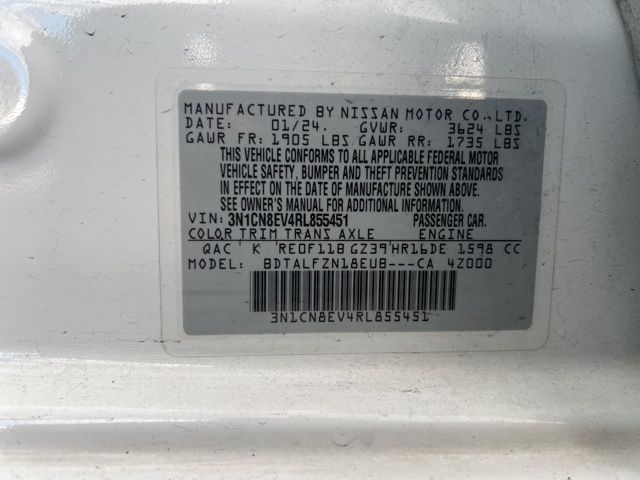 MANUFACTURED BY NISSAN MOTOR CO.,LTD.
DATE: 01/24. GVWR: 3624 LBS
GAWR FR: 1905 LBS GAWR RR: 1735 LBS
THIS VEHICLE CONFORMS TO ALL APPLICABLE FEDERAL MOTOR
VEHICLE SAFETY, BUMPER AND THEFT PREVENTION STANDARDS
IN EFFECT ON THE DATE OF MANUFACTURE SHOWN ABOVE.
SEE OWNER'S MANUAL FOR ADDITIONAL INFORMATION.
VIN: 3N1CN8EV4RL855451 PASSENGER CAR.
COLOR TRIM TRANS AXLE ENGINE
QAC K RE0F11B GZ39 HR16DE 1598 CC
MODEL: BDTALFZN18EUB---CA 4Z000
3N1CN8EV4RL855451